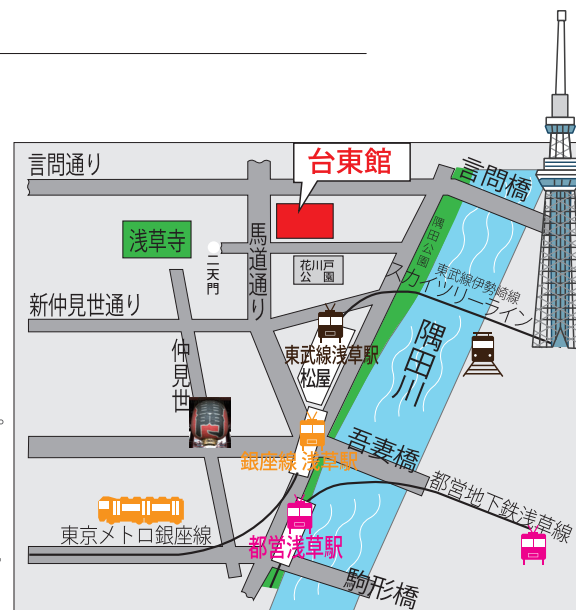 言問通り
台東館
言問橋
浅草寺
二天門
馬道通り
花川戸
公園
隅田公園
東武線伊勢崎線
スカイツリーライン
新仲見世通り
仲見世
東武線浅草駅
松屋
隅田川
銀座線 浅草駅
吾妻橋
都営地下鉄浅草線
東京メトロ銀座線
都営浅草駅
駒形橋
。
。